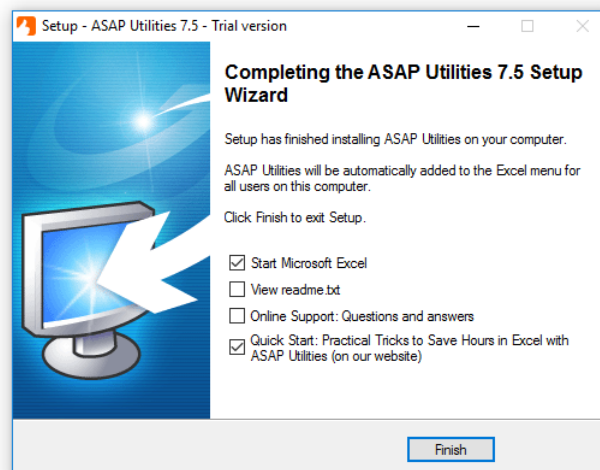 Setup - ASAP Utilities 7.5 - Trial version
Completing the ASAP Utilities 7.5 Setup
Wizard
Setup has finished installing ASAP Utilities on your computer.
ASAP Utilities will be automatically added to the Excel menu for
all users on this computer.
Click Finish to exit Setup.
Start Microsoft Excel
View readme.txt
Online Support: Questions and answers
Quick Start: Practical Tricks to Save Hours in Excel with
ASAP Utilities (on our website)
Finish